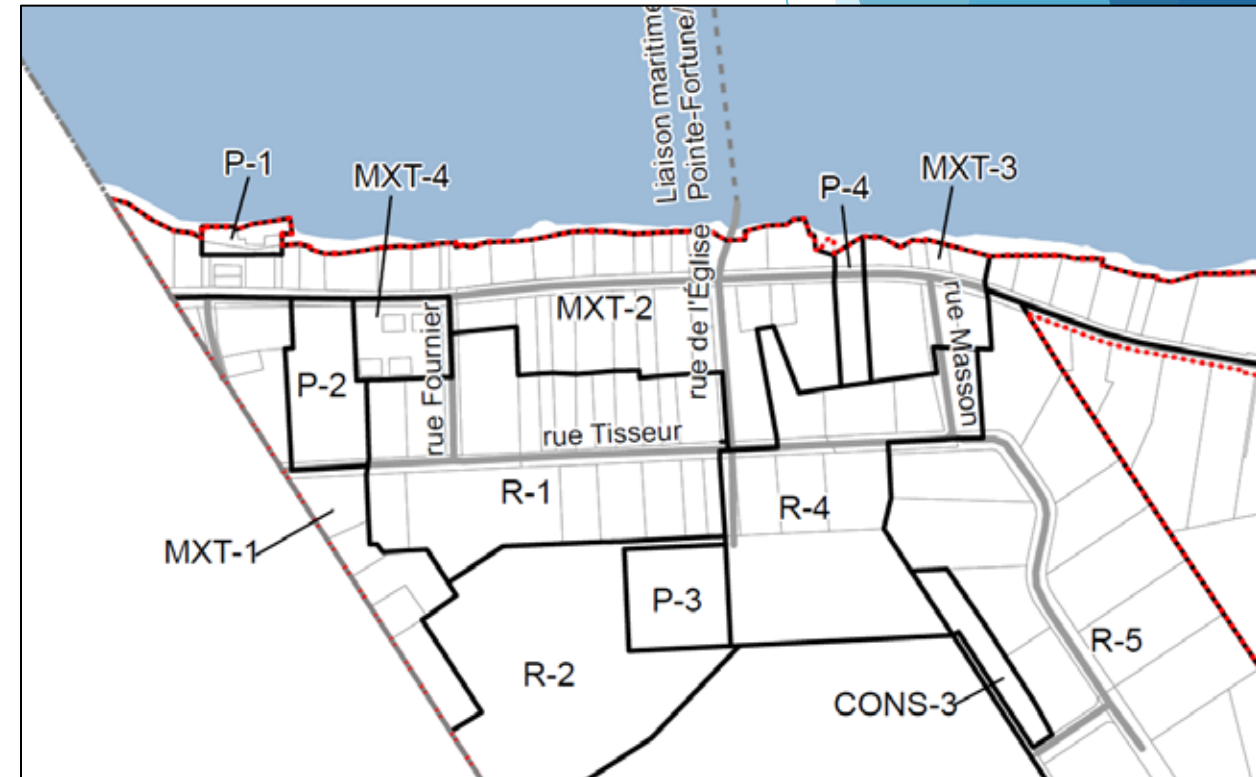 Liaison maritime
Pointe-Fortune/
P-1
MXT-4
P-4
MXT-3
rue de l'Église
MXT-2
rue Fournier
rue Masson
P-2
rue Tisseur
R-1
R-4
MXT-1
P-3
R-2
R-5
CONS-3